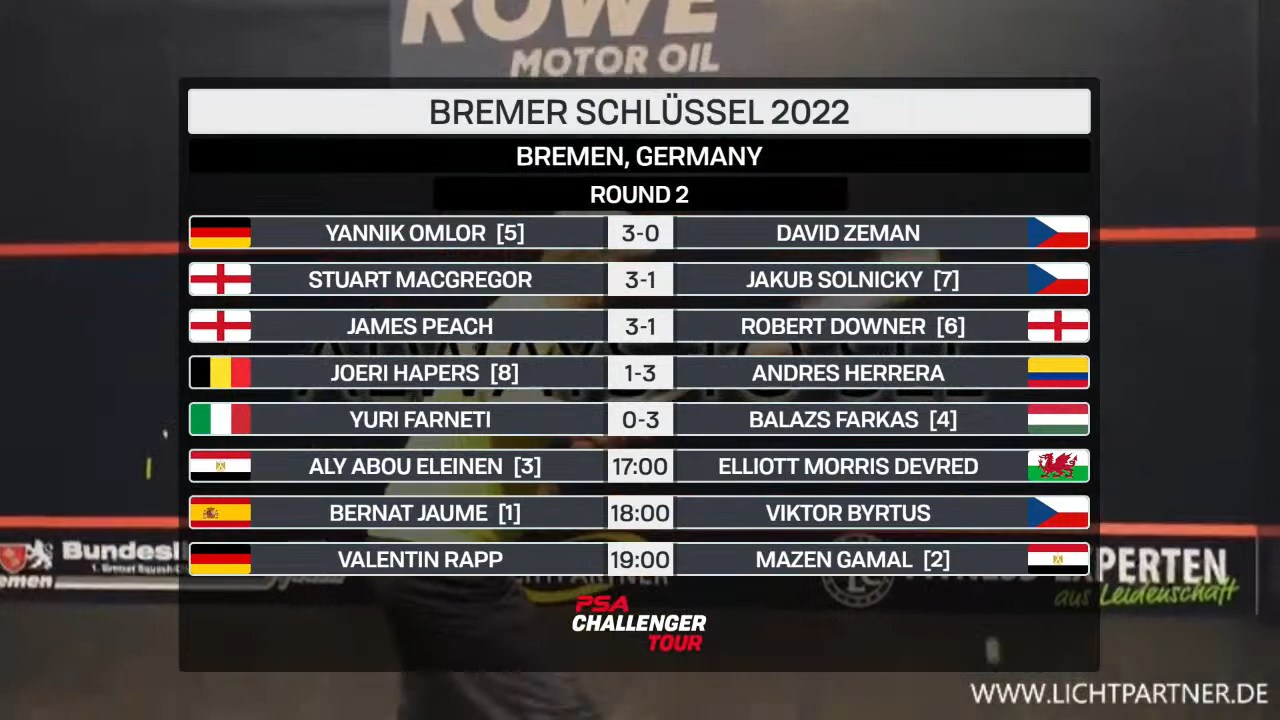 ROWE
MOTOR OIL
BREMER SCHLÜSSEL 2022
BREMEN, GERMANY
ROUND 2
YANNIK OMLOR [5] 3-0 DAVID ZEMAN
STUART MACGREGOR 3-1 JAKUB SOLNICKY [7]
JAMES PEACH 3-1 ROBERT DOWNER [6]
JOERI HAPERS [8] 1-3 ANDRES HERRERA
YURI FARNETI 0-3 BALAZS FARKAS [4]
ALY ABOU ELEINEN [3] 17:00 ELLIOTT MORRIS DEVRED
BERNAT JAUME [1] 18:00 VIKTOR BYRTUS
VALENTIN RAPP 19:00 MAZEN GAMAL [2]
PSA
CHALLENGER
TOUR
aus Leidenschaft
WWW.LICHTPARTNER.DE